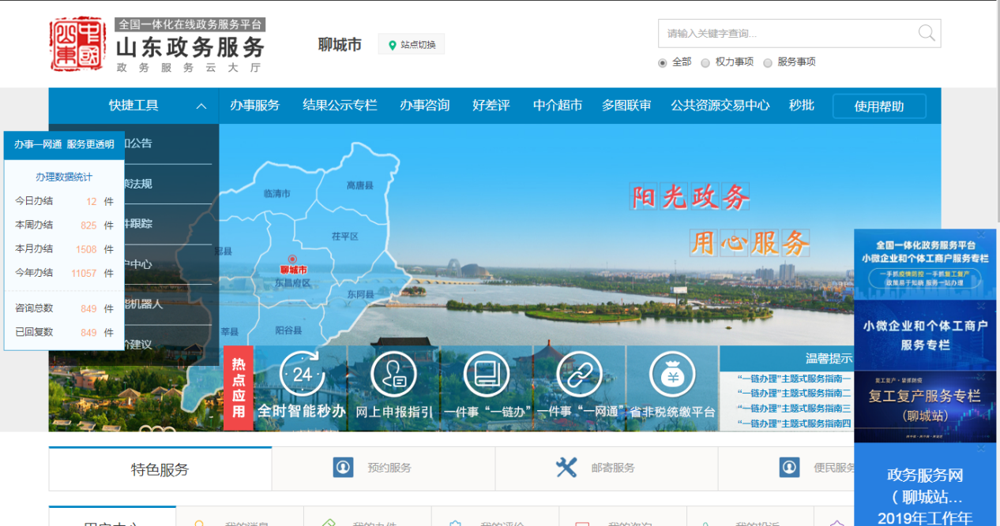 全国一体化在线政务服务平台
山东政务服务
政务服务云大厅
聊城市
站点切换
请输入关键字查询...
全部 权力事项 服务事项
快捷工具
办事服务 结果公示专栏 办事咨询 好差评 中介超市 多图联审 公共资源交易中心 秒批 使用帮助
办事一网通 服务更透明
办理数据统计
今日办结 12 件
本周办结 825 件
本月办结 1508 件
今年办结 11057 件
咨询总数 849 件
已回复数 849 件
公告
法规
跟踪
中心
机器人
建议
临清市
高唐县
茌平区
冠县
聊城市
东昌府区
东阿县
莘县
阳谷县
阳光政务
用心服务
热点应用
24
全时智能秒办
网上申报指引
一件事“一链办”
一件事“一网通”
省非税统缴平台
温馨提示
“一链办理”主题式服务指南一
“一链办理”主题式服务指南二
“一链办理”主题式服务指南三
“一链办理”主题式服务指南四
全国一体化政务服务平台
小微企业和个体工商户服务专栏
一手抓疫情防控 一手抓复工复产
政策易于知晓 服务一站办理
小微企业和个体工商户
服务专栏
复工复产·紧抓防疫
复工复产服务专栏
（聊城站）
政务服务网
（聊城站...
2019年工作年
特色服务
预约服务
邮寄服务
便民服务
用户中心
我的消息
我的办件
我的评价
我的咨询
我的投诉